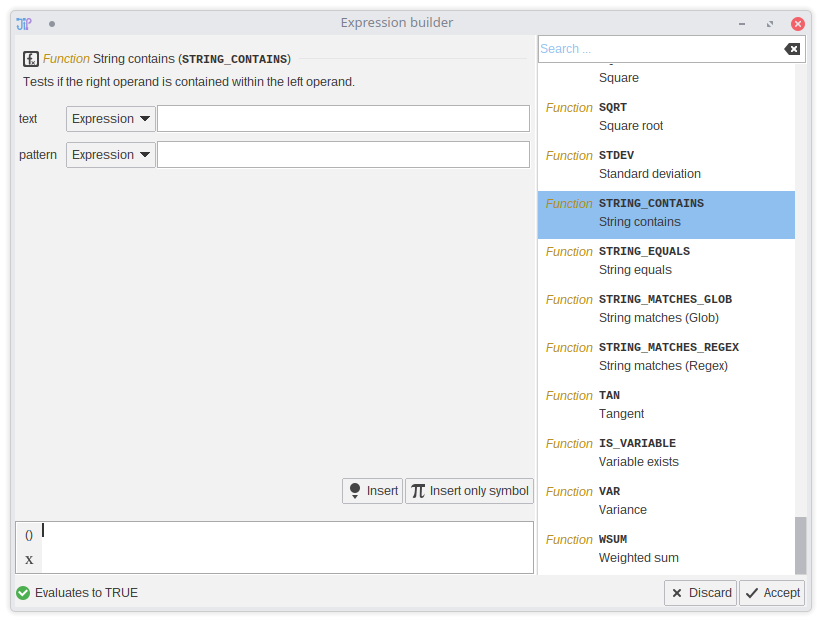 Expression builder
Function String contains (STRING_CONTAINS)
Tests if the right operand is contained within the left operand.
text Expression
pattern Expression
Insert Insert only symbol
()
x
Evaluates to TRUE
Search ...
Square
Function SQRT
Square root
Function STDEV
Standard deviation
Function STRING_CONTAINS
String contains
Function STRING_EQUALS
String equals
Function STRING_MATCHES_GLOB
String matches (Glob)
Function STRING_MATCHES_REGEX
String matches (Regex)
Function TAN
Tangent
Function IS_VARIABLE
Variable exists
Function VAR
Variance
Function WSUM
Weighted sum
Discard Accept